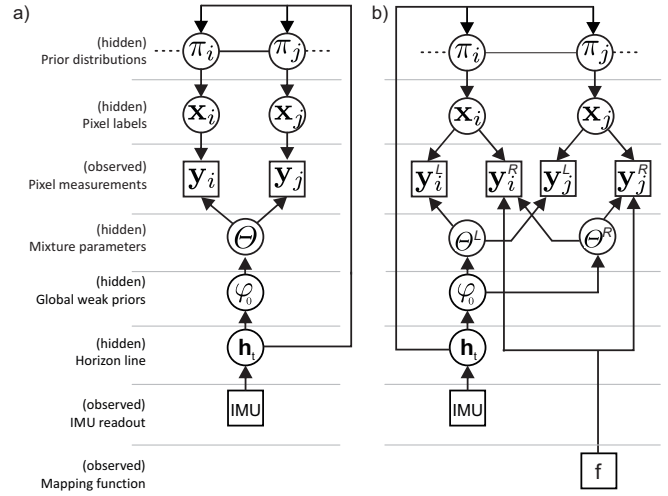 a)
b)
(hidden)
Prior distributions
π_i
π_j
π_i
π_j
(hidden)
Pixel labels
x_i
x_j
x_i
x_j
(observed)
Pixel measurements
y_i
y_j
y_i^L
y_i^R
y_j^L
y_j^R
(hidden)
Mixture parameters
Θ
Θ^L
Θ^R
(hidden)
Global weak priors
φ_0
φ_0
(hidden)
Horizon line
h_t
h_t
(observed)
IMU readout
IMU
IMU
(observed)
Mapping function
f